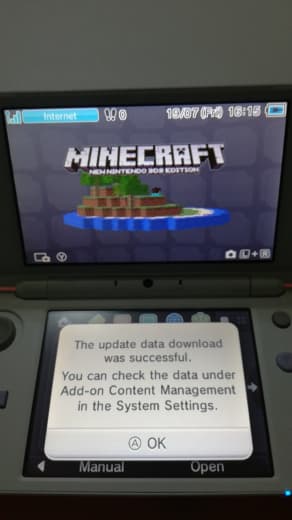 Internet
0
19/07 (Fri) 16:15
MINECRAFT
NEW NINTENDO 3DS EDITION
Y
L + R
The update data download
was successful.
You can check the data under
Add-on Content Management
in the System Settings.
A OK
Manual
Open